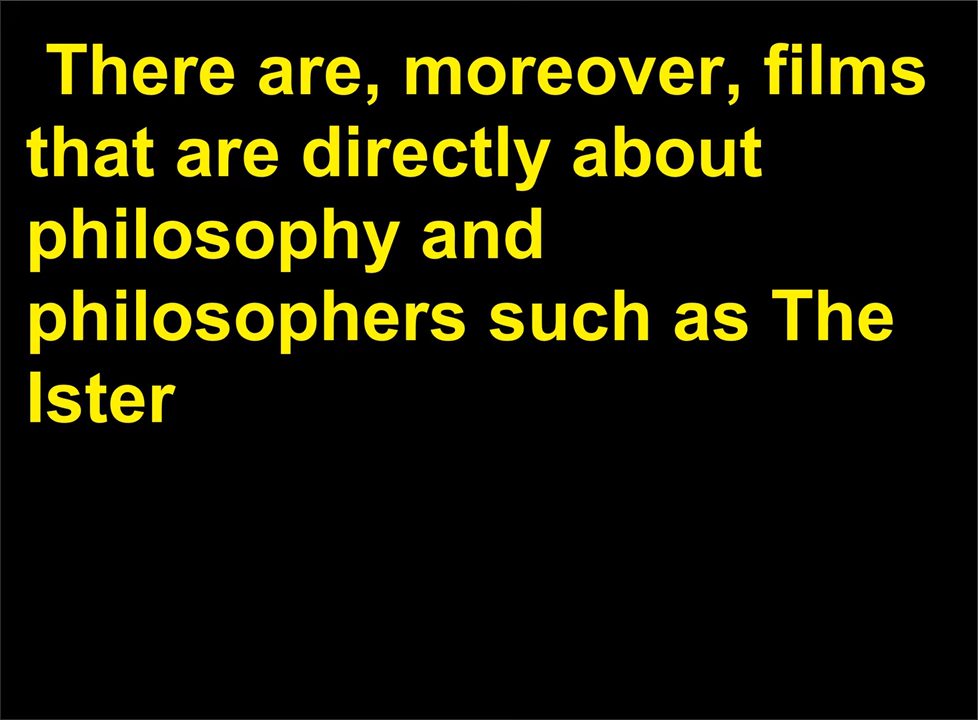 There are, moreover, films
that are directly about
philosophy and
philosophers such as The
Ister